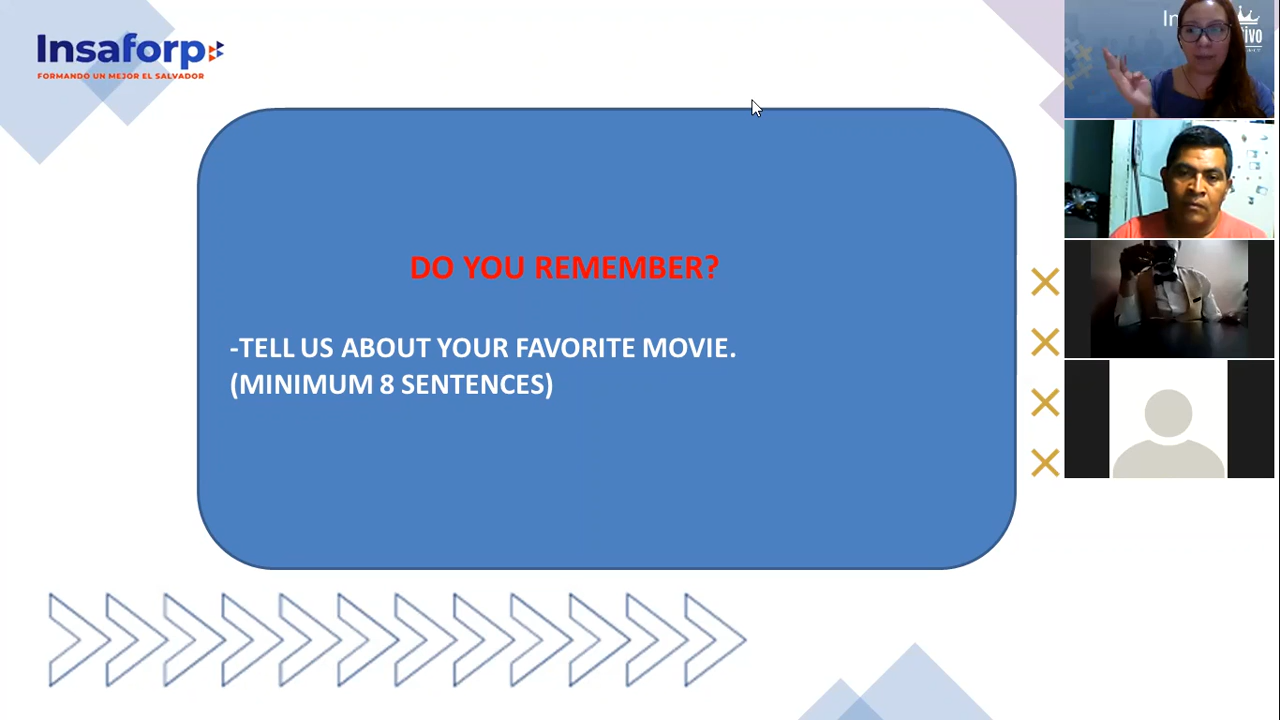 Insaforp
FORMANDO UN MEJOR EL SALVADOR
DO YOU REMEMBER?
-TELL US ABOUT YOUR FAVORITE MOVIE.
(MINIMUM 8 SENTENCES)